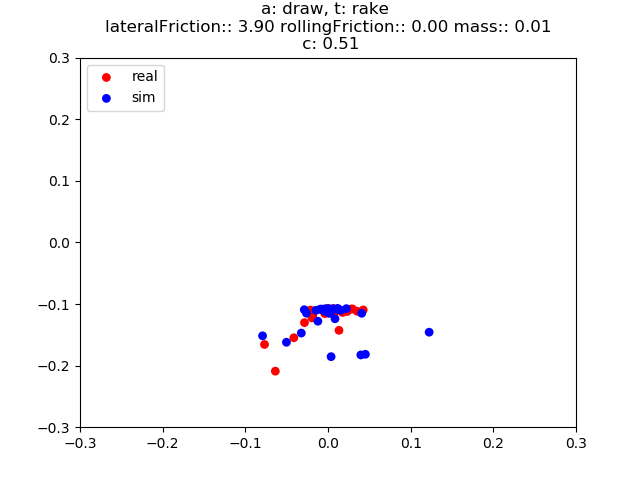 a: draw, t: rake
lateralFriction:: 3.90 rollingFriction:: 0.00 mass:: 0.01
c: 0.51
real
sim
0.3
0.2
0.1
0.0
−0.1
−0.2
−0.3
−0.3 −0.2 −0.1 0.0 0.1 0.2 0.3